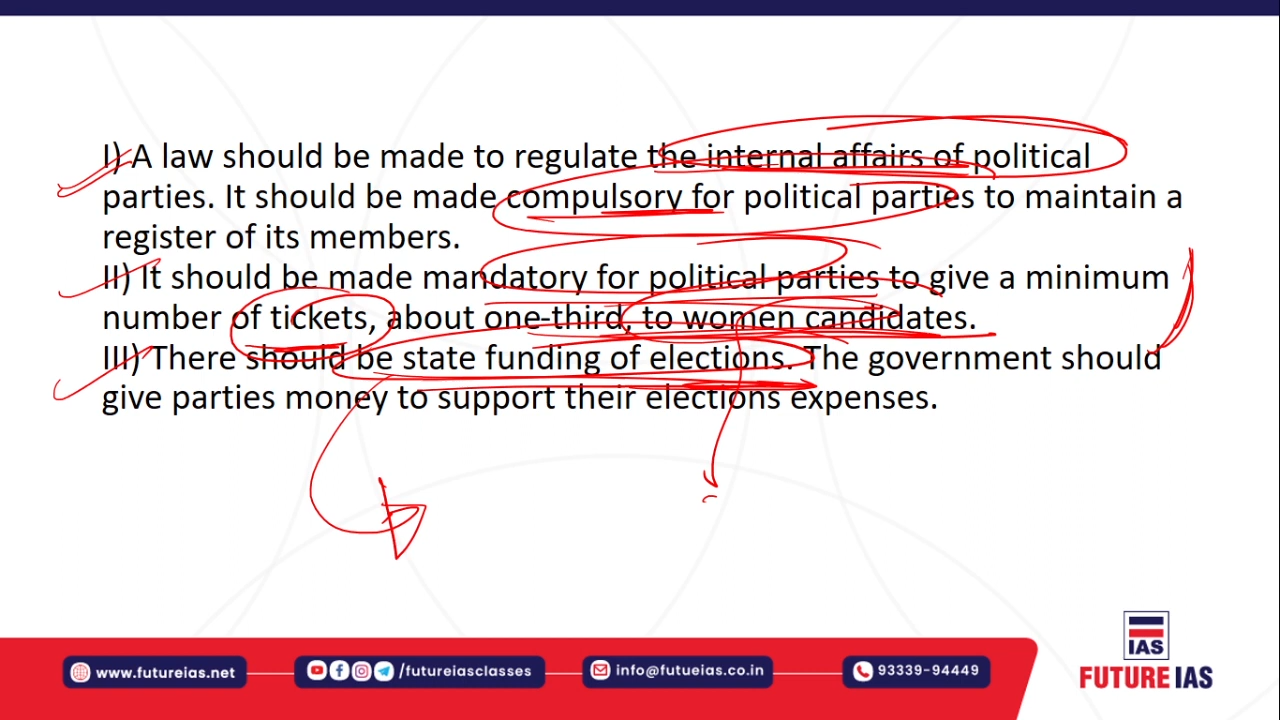 I) A law should be made to regulate the internal affairs of political
parties. It should be made compulsory for political parties to maintain a
register of its members.
II) It should be made mandatory for political parties to give a minimum
number of tickets, about one-third, to women candidates.
III) There should be state funding of elections. The government should
give parties money to support their elections expenses.
IAS
www.futureias.net
/futureiasclasses
info@futueias.co.in
93339-94449
FUTURE IAS